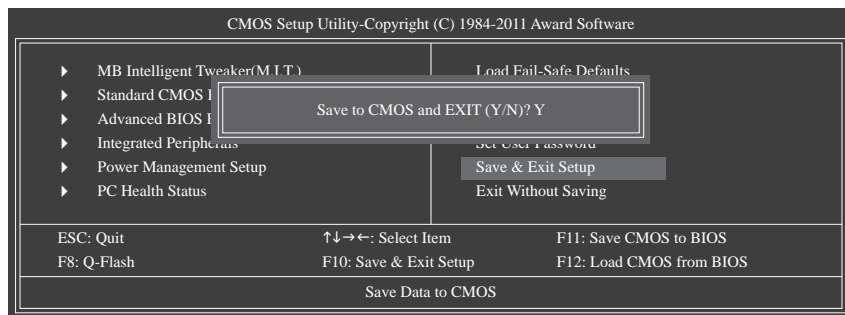 CMOS Setup Utility-Copyright (C) 1984-2011 Award Software
MB Intelligent Tweaker(M.I.T.)
Standard CMOS
Advanced BIOS
Integrated Peripherals
Power Management Setup
PC Health Status
Load Fail-Safe Defaults
Set User Password
Save & Exit Setup
Exit Without Saving
Save to CMOS and EXIT (Y/N)? Y
ESC: Quit ↑↓→←: Select Item F11: Save CMOS to BIOS
F8: Q-Flash F10: Save & Exit Setup F12: Load CMOS from BIOS
Save Data to CMOS